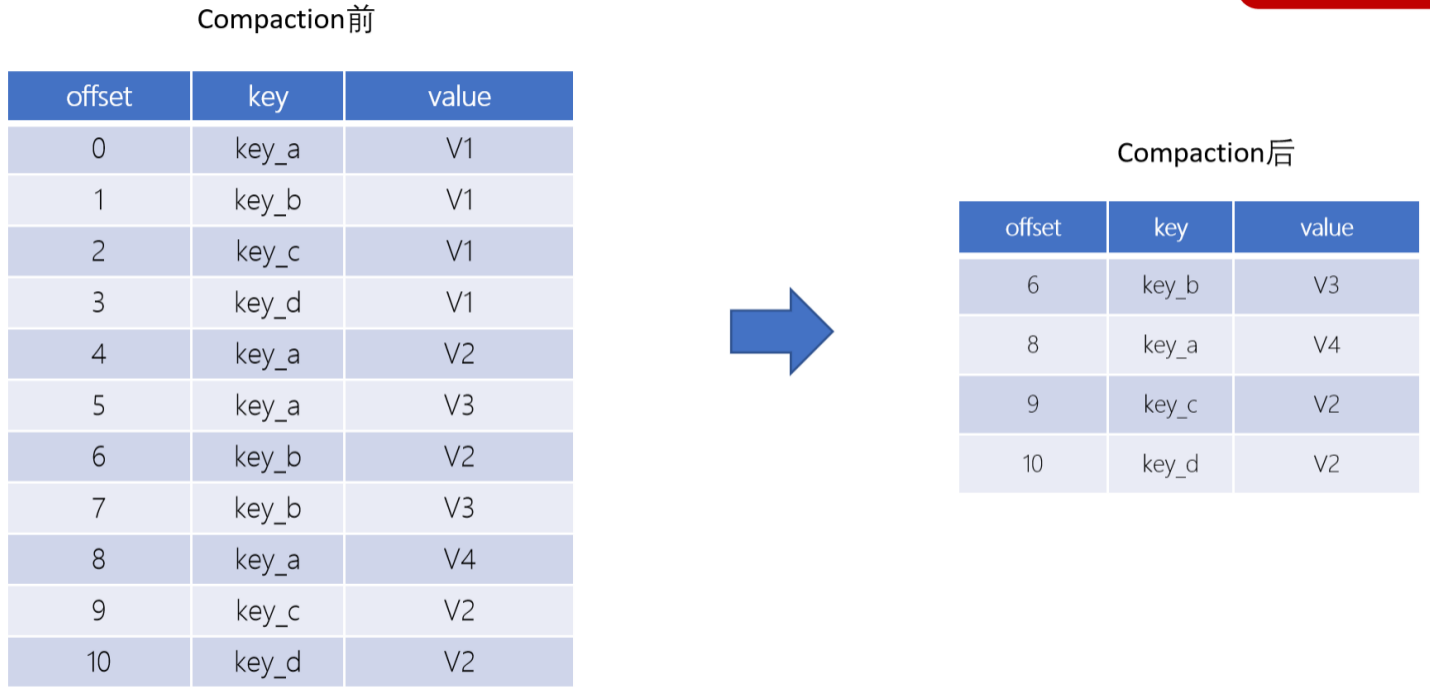 Compaction前
offset key value
0 key_a V1
1 key_b V1
2 key_c V1
3 key_d V1
4 key_a V2
5 key_a V3
6 key_b V2
7 key_b V3
8 key_a V4
9 key_c V2
10 key_d V2
Compaction后
offset key value
6 key_b V3
8 key_a V4
9 key_c V2
10 key_d V2